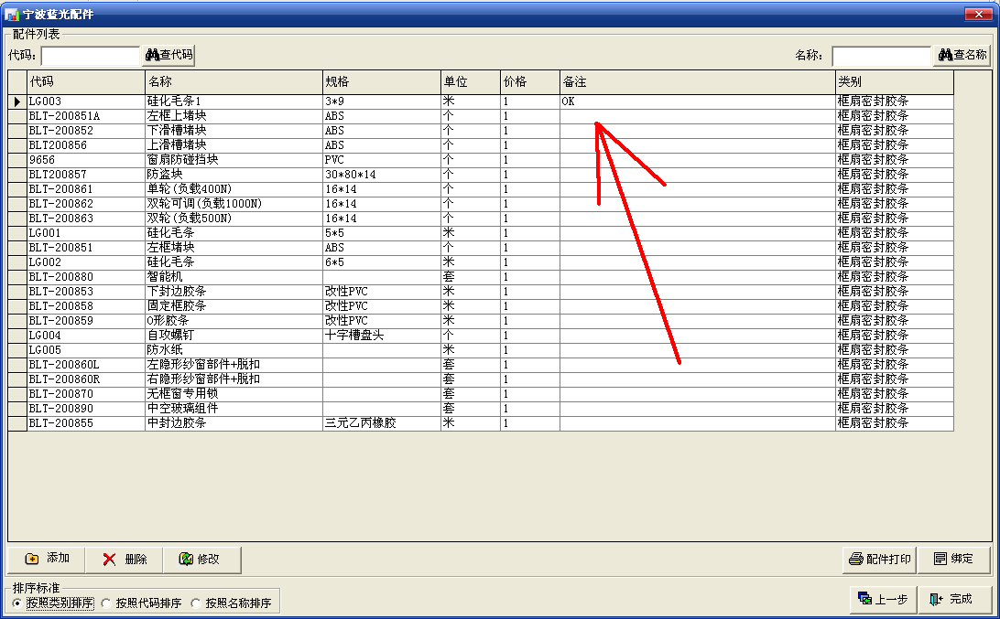 宁波蓝光配件
配件列表
代码： 查代码 名称： 查名称
代码 名称 规格 单位 价格 备注 类别
LG003 硅化毛条1 3*9 米 1 OK 框扇密封胶条
BLT-200851A 左框上堵块 ABS 个 1 框扇密封胶条
BLT-200852 下滑槽堵块 ABS 个 1 框扇密封胶条
BLT200856 上滑槽堵块 ABS 个 1 框扇密封胶条
9656 窗扇防碰挡块 PVC 个 1 框扇密封胶条
BLT200857 防盗块 30*80*14 个 1 框扇密封胶条
BLT-200861 单轮(负载400N) 16*14 个 1 框扇密封胶条
BLT-200862 双轮可调(负载1000N) 16*14 个 1 框扇密封胶条
BLT-200863 双轮(负载500N) 16*14 个 1 框扇密封胶条
LG001 硅化毛条 5*5 米 1 框扇密封胶条
BLT-200851 左框堵块 ABS 个 1 框扇密封胶条
LG002 硅化毛条 6*5 米 1 框扇密封胶条
BLT-200880 智能机 套 1 框扇密封胶条
BLT-200853 下封边胶条 改性PVC 米 1 框扇密封胶条
BLT-200858 固定框胶条 改性PVC 米 1 框扇密封胶条
BLT-200859 O形胶条 改性PVC 米 1 框扇密封胶条
LG004 自攻螺钉 十字槽盘头 个 1 框扇密封胶条
LG005 防水纸 米 1 框扇密封胶条
BLT-200860L 左隐形纱窗部件+脱扣 套 1 框扇密封胶条
BLT-200860R 右隐形纱窗部件+脱扣 套 1 框扇密封胶条
BLT-200870 无框窗专用锁 套 1 框扇密封胶条
BLT-200890 中空玻璃组件 套 1 框扇密封胶条
BLT-200855 中封边胶条 三元乙丙橡胶 米 1 框扇密封胶条
添加 删除 修改 配件打印 绑定
排序标准
按照类别排序 按照代码排序 按照名称排序 上一步 完成